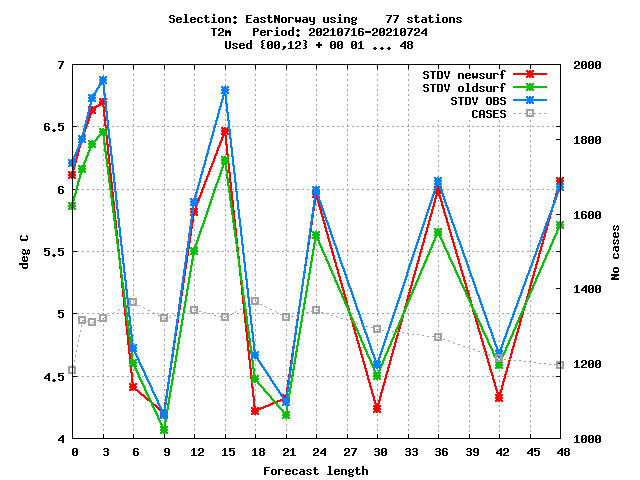 Selection: EastNorway using    77 stations
T2m   Period: 20210716-20210724
Used {00,12} + 00 01 ... 48
7
6.5
6
5.5
5
4.5
4
2000
1800
1600
1400
1200
1000
STDV newsurf
STDV oldsurf
STDV OBS
CASES
deg C
No cases
0 3 6 9 12 15 18 21 24 27 30 33 36 39 42 45 48
Forecast length